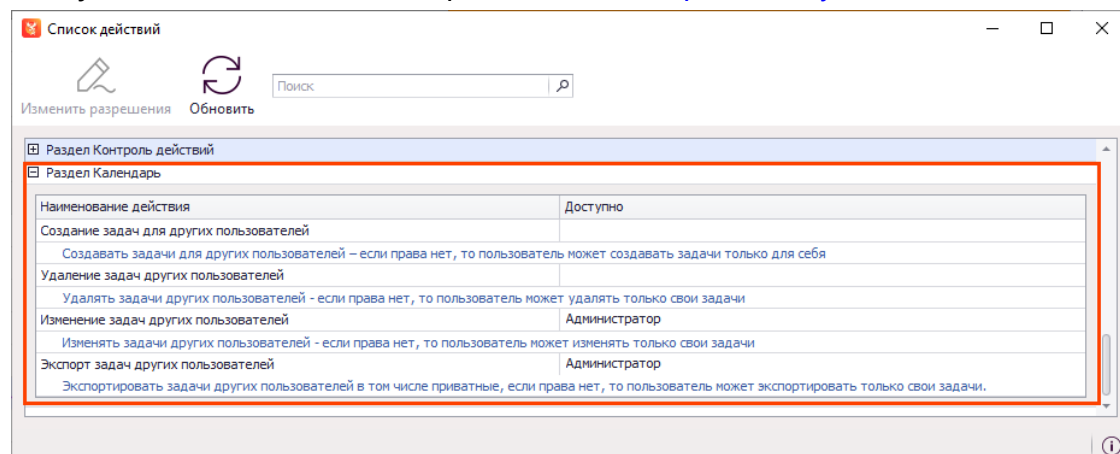 Список действий
Изменить разрешения
Обновить
Поиск
Раздел Контроль действий
Раздел Календарь
Наименование действия Доступно
Создание задач для других пользователей
Создавать задачи для других пользователей – если права нет, то пользователь может создавать задачи только для себя
Удаление задач других пользователей
Удалять задачи других пользователей - если права нет, то пользователь может удалять только свои задачи
Изменение задач других пользователей Администратор
Изменять задачи других пользователей - если права нет, то пользователь может изменять только свои задачи
Экспорт задач других пользователей Администратор
Экспортировать задачи других пользователей в том числе приватные, если права нет, то пользователь может экспортировать только свои задачи.